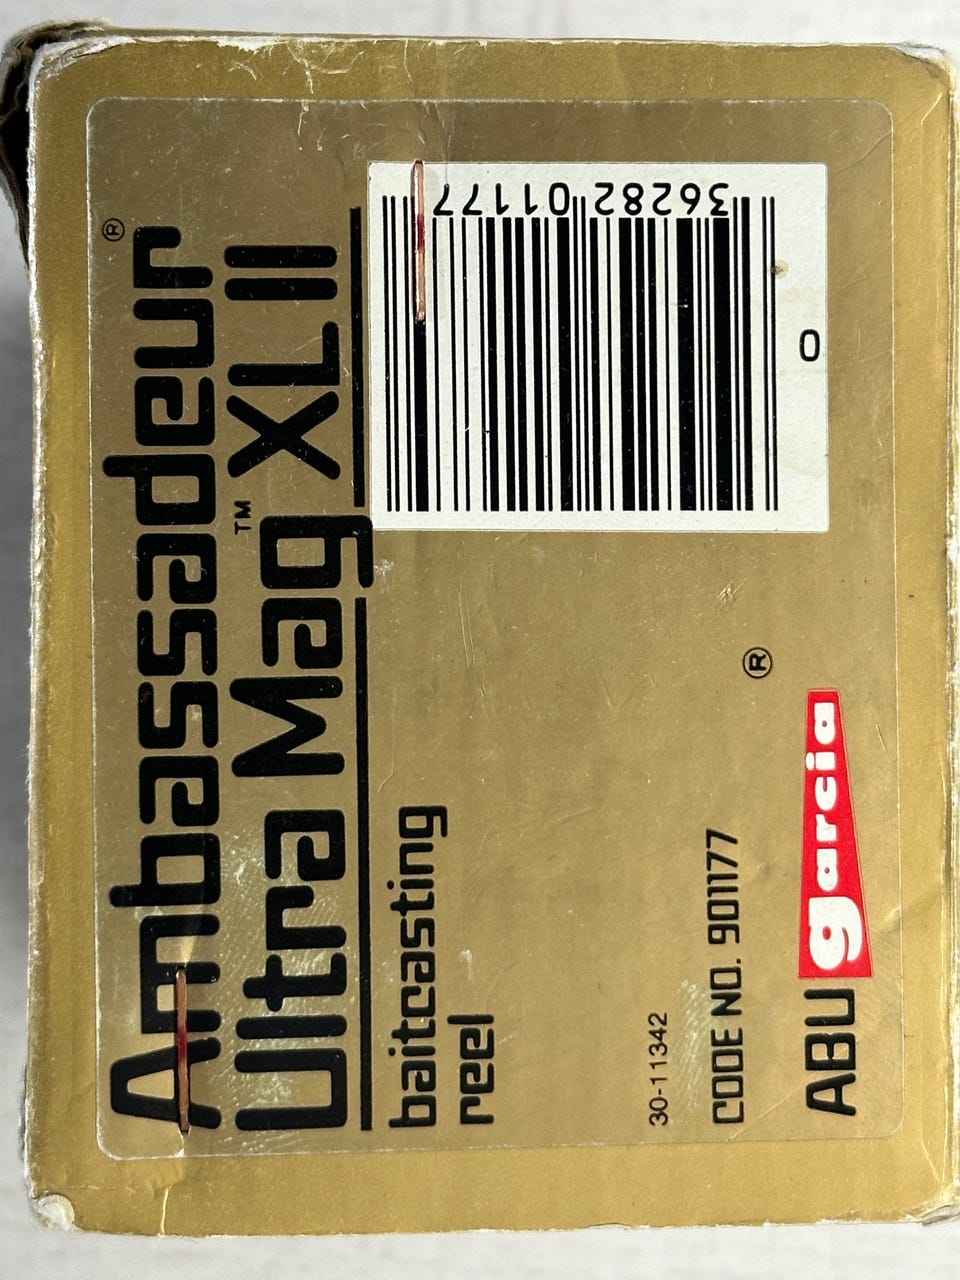 Ambassadeur®
Ultra Mag™ XL II
baitcasting
reel
30-11342
CODE NO. 901177
ABU garcia®
36282 01177
0